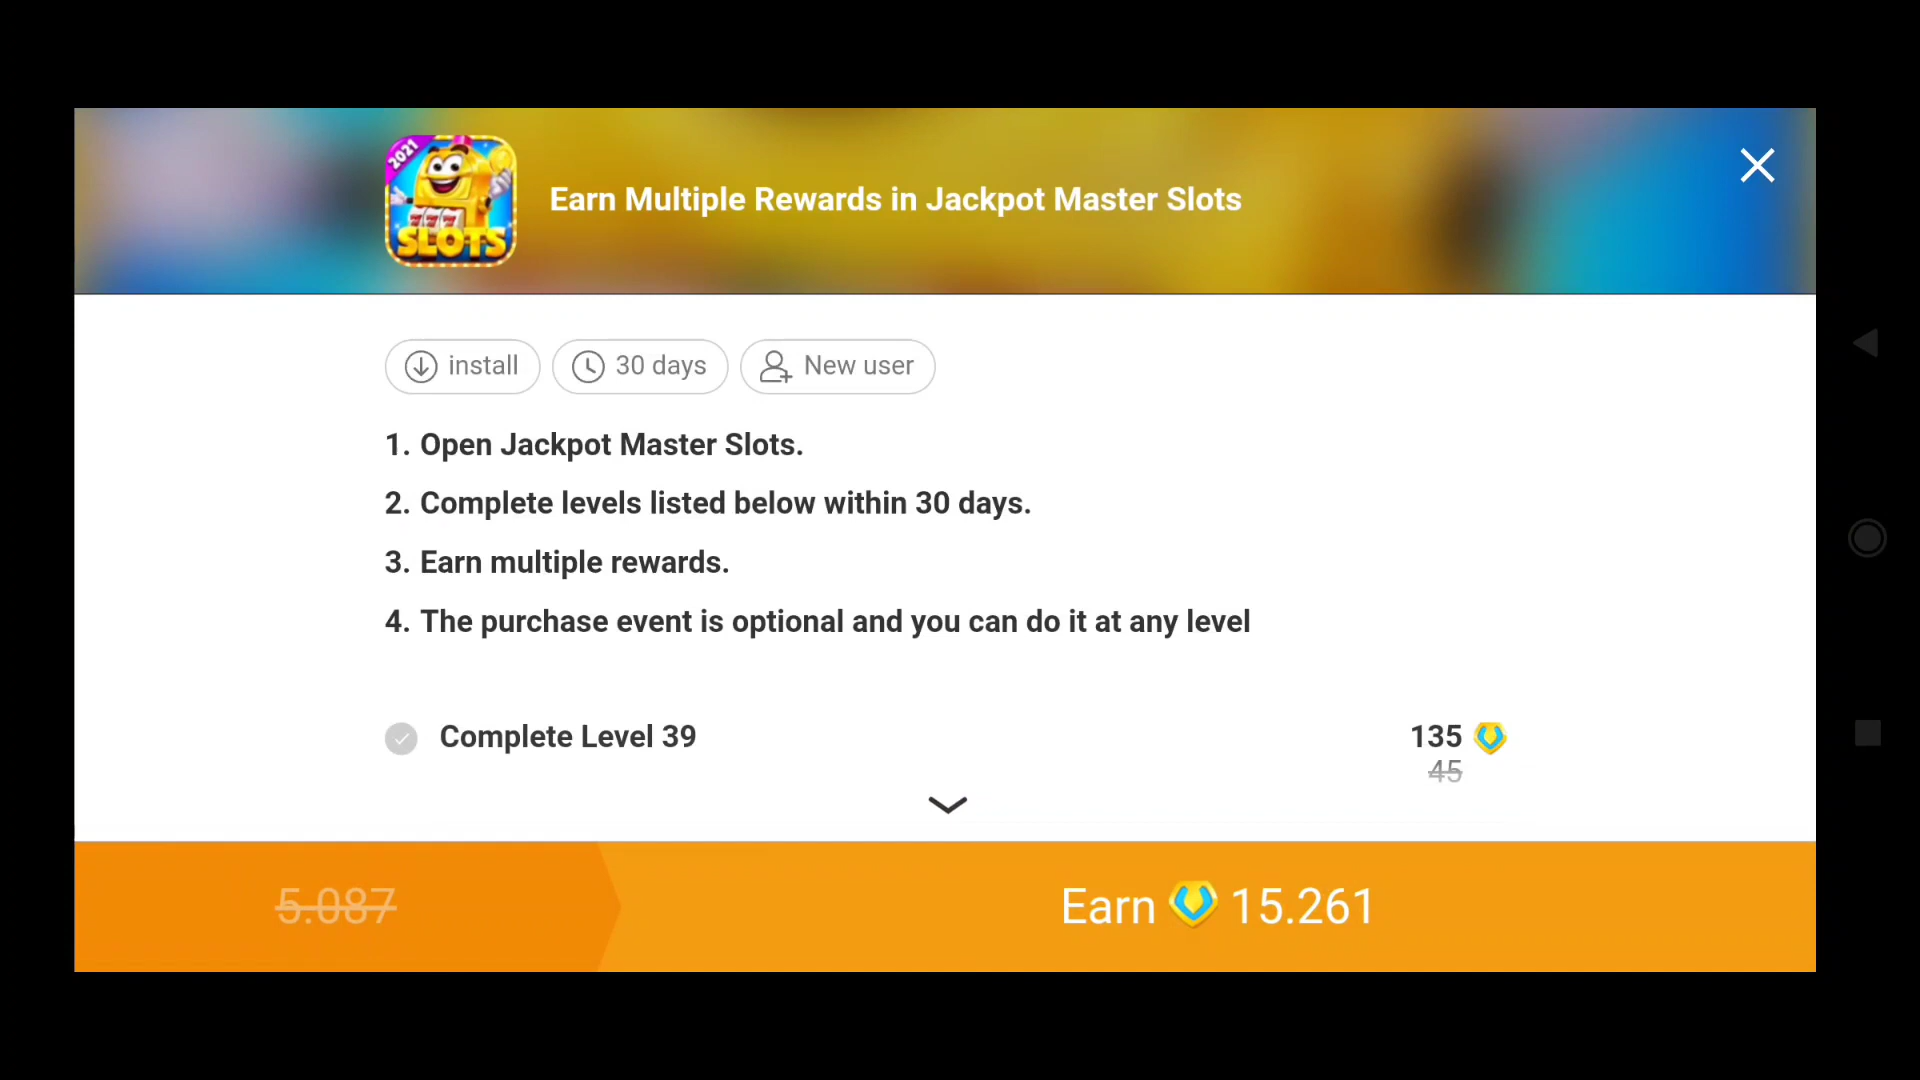 2021
SLOTS
Earn Multiple Rewards in Jackpot Master Slots
install
30 days
New user
1. Open Jackpot Master Slots.
2. Complete levels listed below within 30 days.
3. Earn multiple rewards.
4. The purchase event is optional and you can do it at any level
Complete Level 39
135
45
5.087
Earn 15.261